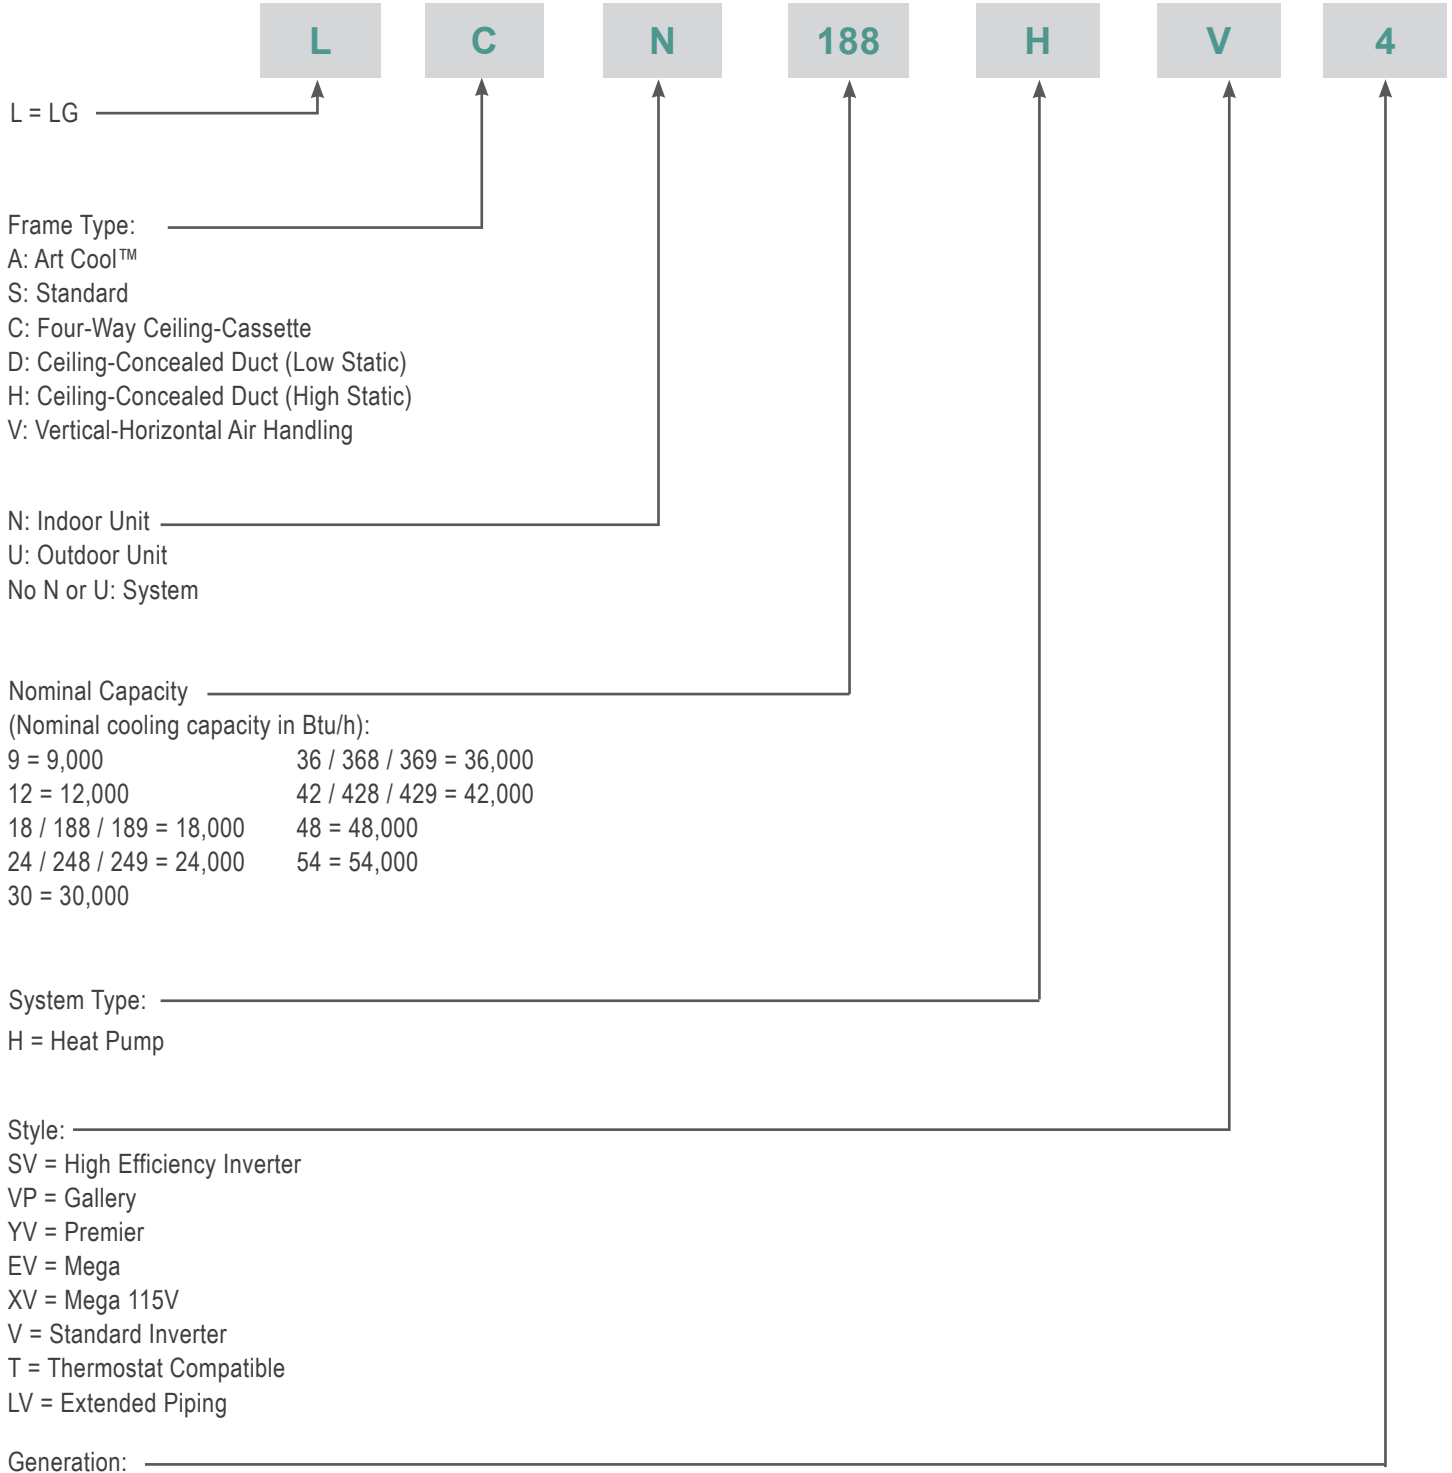 L C N 188 H V 4
L = LG
Frame Type:
A: Art Cool™
S: Standard
C: Four-Way Ceiling-Cassette
D: Ceiling-Concealed Duct (Low Static)
H: Ceiling-Concealed Duct (High Static)
V: Vertical-Horizontal Air Handling
N: Indoor Unit
U: Outdoor Unit
No N or U: System
Nominal Capacity
(Nominal cooling capacity in Btu/h):
9 = 9,000 36 / 368 / 369 = 36,000
12 = 12,000 42 / 428 / 429 = 42,000
18 / 188 / 189 = 18,000 48 = 48,000
24 / 248 / 249 = 24,000 54 = 54,000
30 = 30,000
System Type:
H = Heat Pump
Style:
SV = High Efficiency Inverter
VP = Gallery
YV = Premier
EV = Mega
XV = Mega 115V
V = Standard Inverter
T = Thermostat Compatible
LV = Extended Piping
Generation: